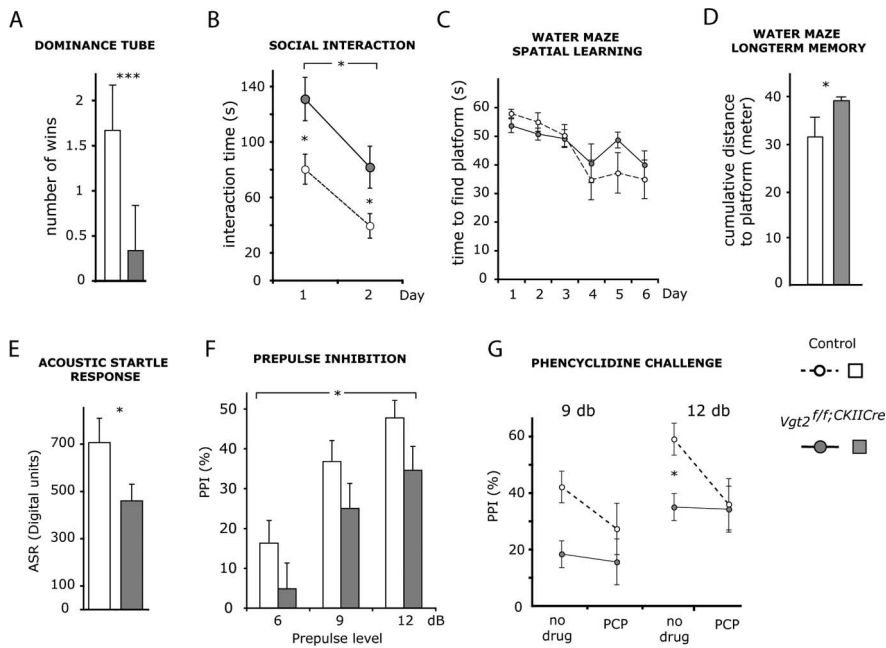 A
DOMINANCE TUBE
***
2
1.5
1
0.5
0
number of wins
B
SOCIAL INTERACTION
*
140
100
60
20
0
interaction time (s)
*
*
1
2
Day
C
WATER MAZE
SPATIAL LEARNING
60
50
40
30
20
10
0
time to find platform (s)
1 2 3 4 5 6 Day
D
WATER MAZE
LONGTERM MEMORY
*
40
30
20
10
0
cumulative distance
to platform (meter)
E
ACOUSTIC STARTLE
RESPONSE
*
700
500
300
100
0
ASR (Digital units)
F
PREPULSE INHIBITION
*
50
40
30
20
10
0
PPI (%)
6 9 12 dB
Prepulse level
G
PHENCYCLIDINE CHALLENGE
9 db 12 db
60
40
20
0
PPI (%)
*
no
drug
PCP
no
drug
PCP
Control
Vgt2 f/f;CKIICre